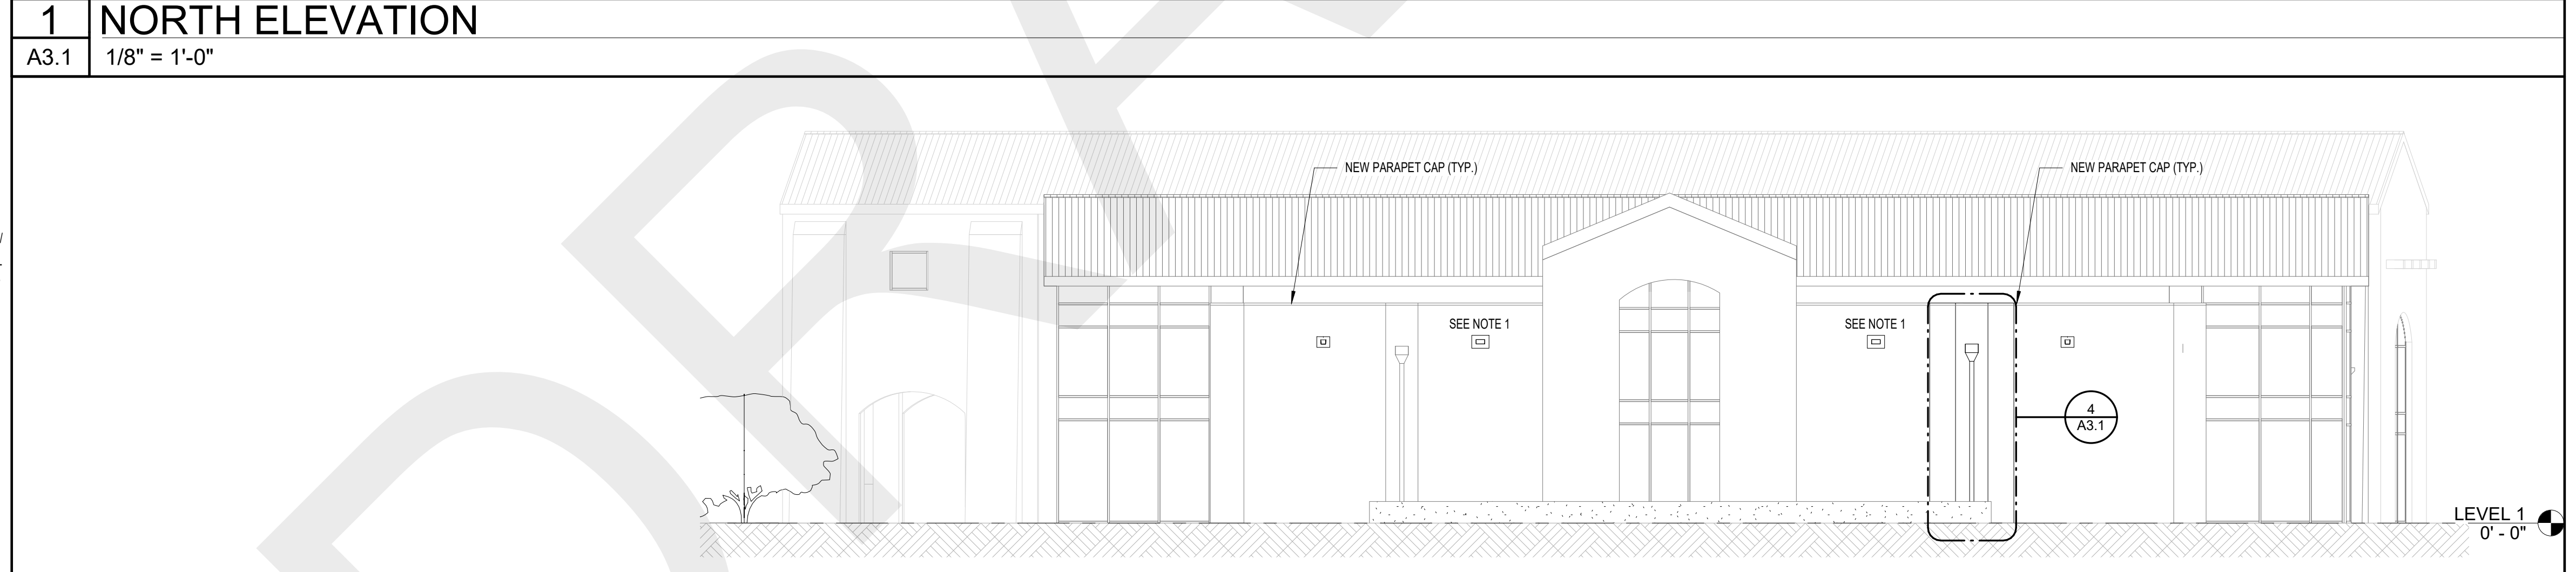 1 NORTH ELEVATION
A3.1 1/8" = 1'-0"
NEW PARAPET CAP (TYP.)
NEW PARAPET CAP (TYP.)
SEE NOTE 1
SEE NOTE 1
4
A3.1
LEVEL 1
0' - 0"